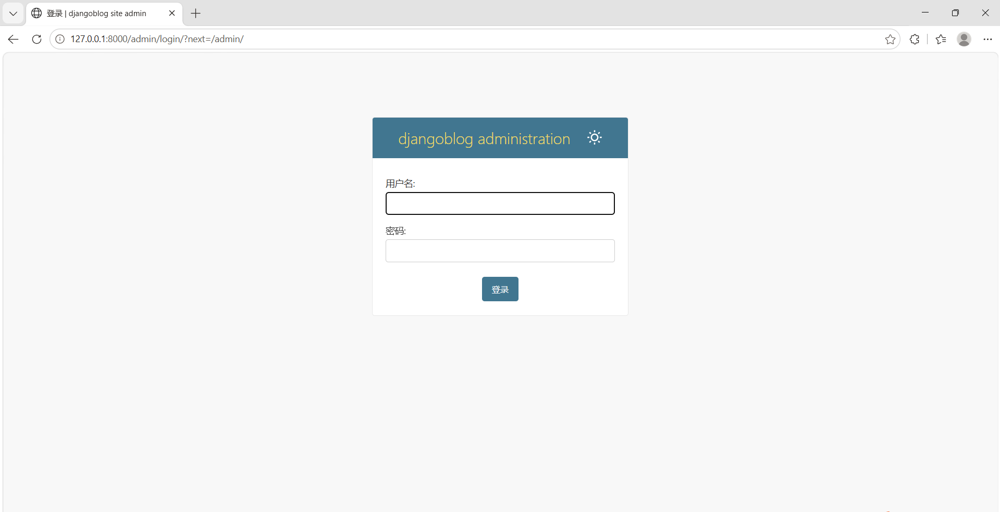 登录 | djangoblog site admin
127.0.0.1:8000/admin/login/?next=/admin/
djangoblog administration
用户名:
密码:
登录